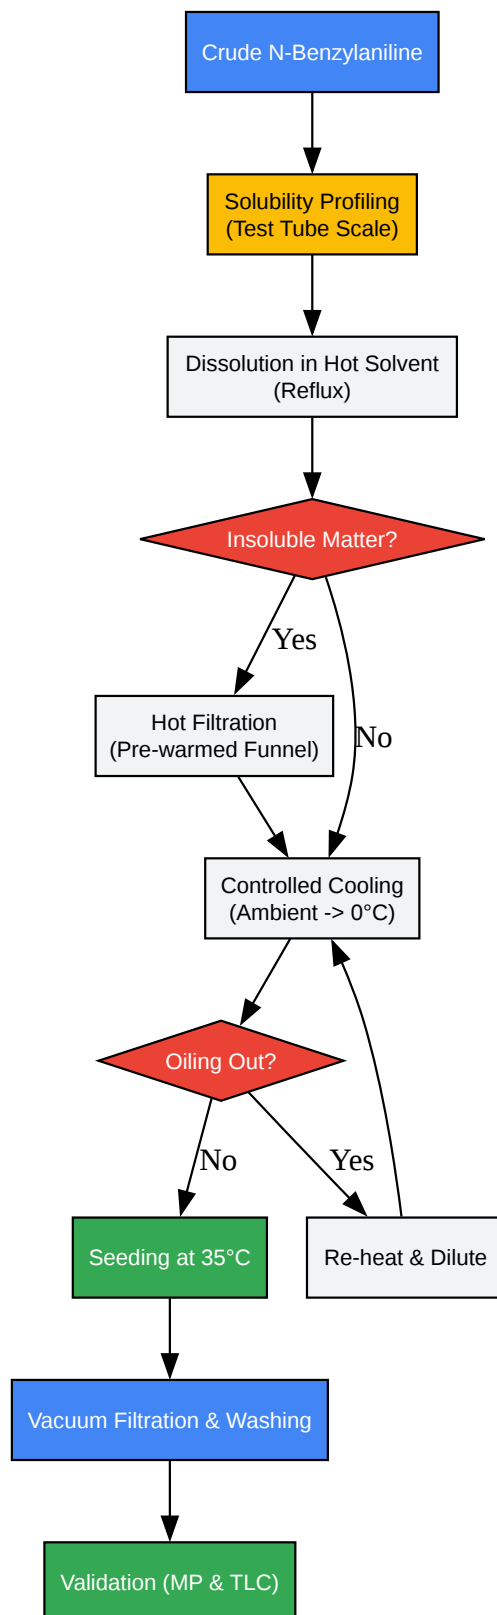 Crude N-Benzylaniline
Solubility Profiling
(Test Tube Scale)
Dissolution in Hot Solvent
(Reflux)
Insoluble Matter?
Yes
Hot Filtration
(Pre-warmed Funnel)
No
Controlled Cooling
(Ambient -> 0°C)
Oiling Out?
No
Yes
Seeding at 35°C
Re-heat & Dilute
Vacuum Filtration & Washing
Validation (MP & TLC)